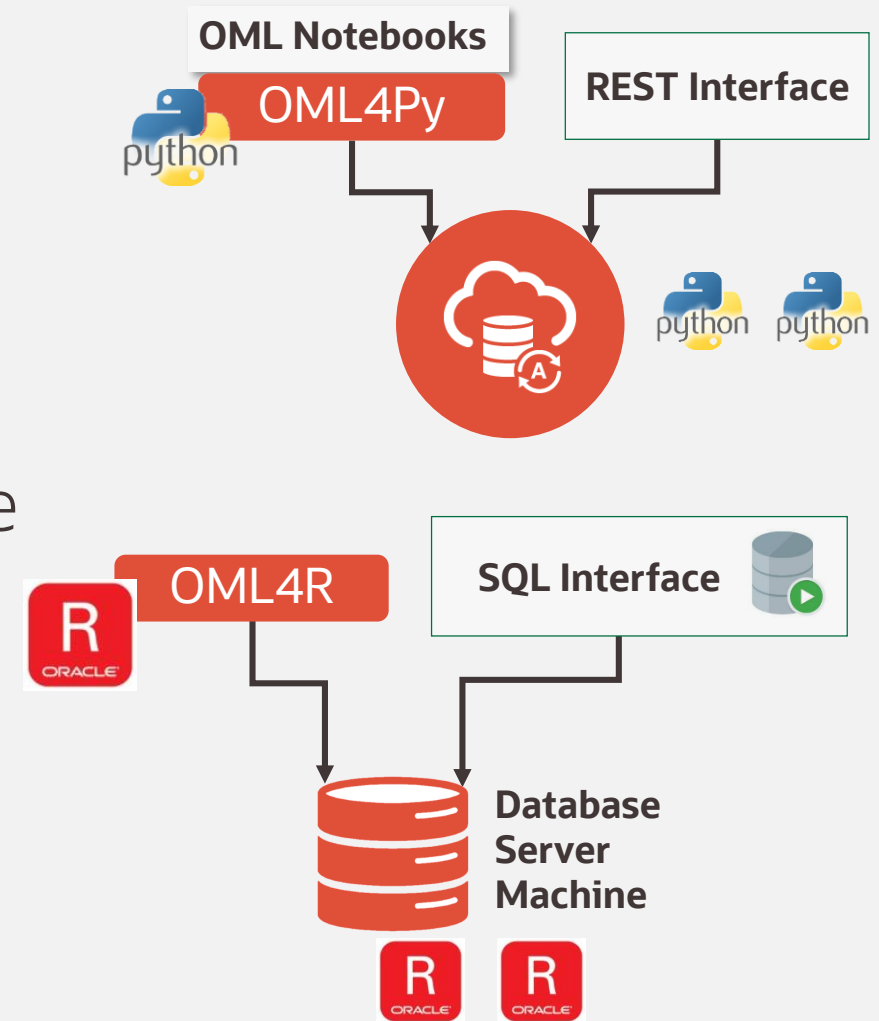 OML Notebooks
OML4Py
python
REST Interface
A
python
python
e
OML4R
R
ORACLE
SQL Interface
Database
Server
Machine
R
ORACLE
R
ORACLE